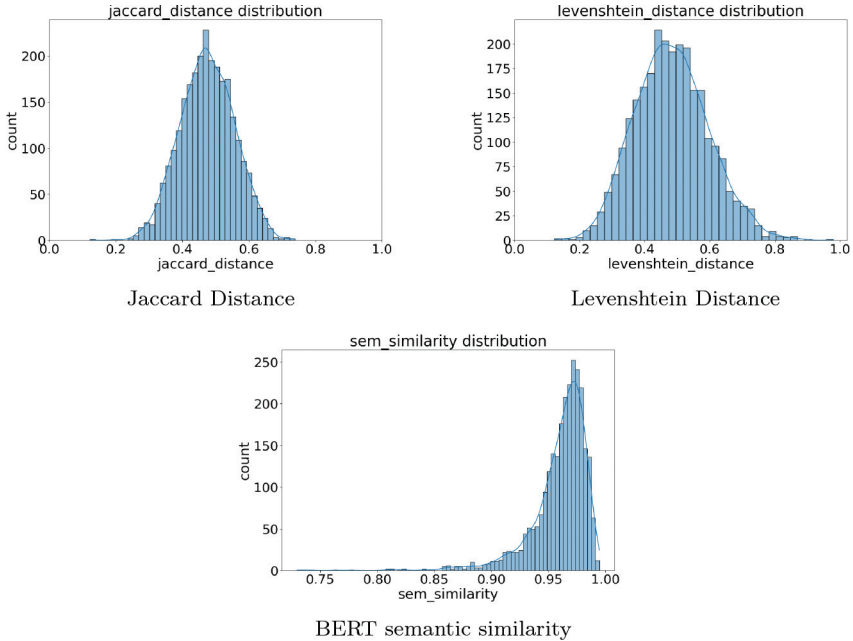 jaccard_distance distribution
count
200
150
100
50
0
0.0 0.2 0.4 0.6 0.8 1.0
jaccard_distance
Jaccard Distance
levenshtein_distance distribution
count
200
175
150
125
100
75
50
25
0
0.0 0.2 0.4 0.6 0.8 1.0
levenshtein_distance
Levenshtein Distance
sem_similarity distribution
count
250
200
150
100
50
0
0.75 0.80 0.85 0.90 0.95 1.00
sem_similarity
BERT semantic similarity